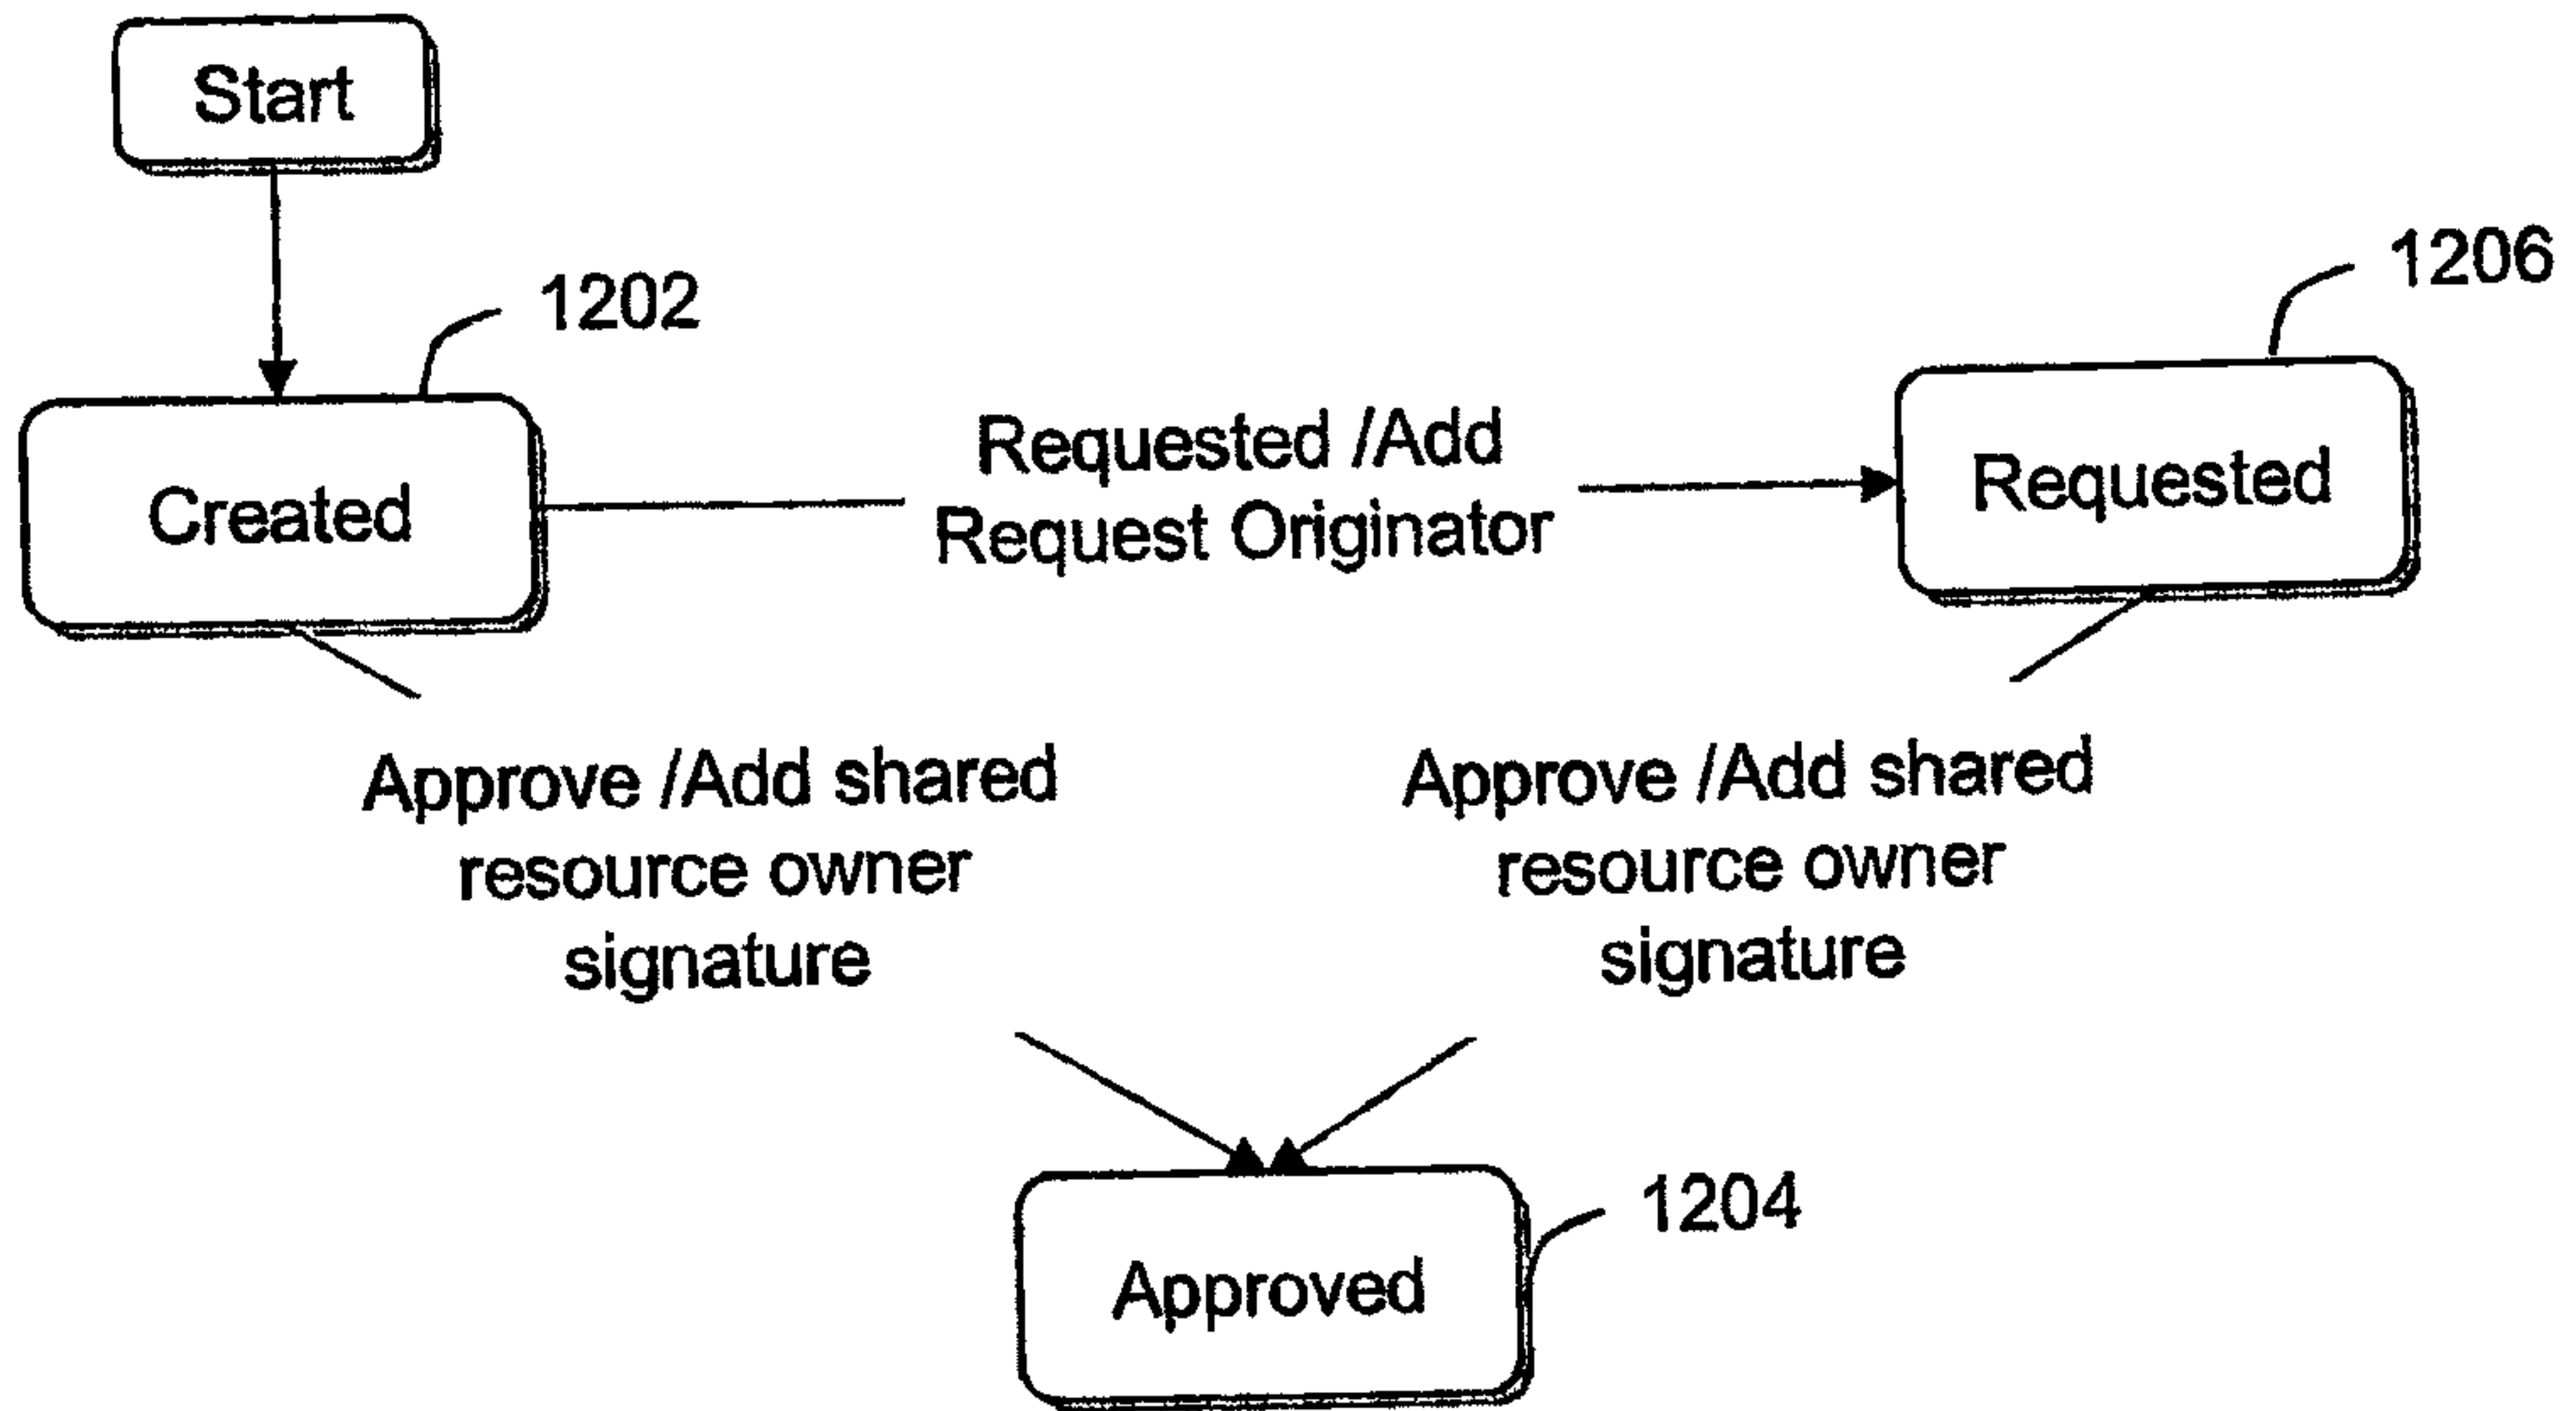 Start
1202
1206
Created
Requested /Add
Request Originator
Requested
Approve /Add shared
resource owner
signature
Approve /Add shared
resource owner
signature
Approved
1204